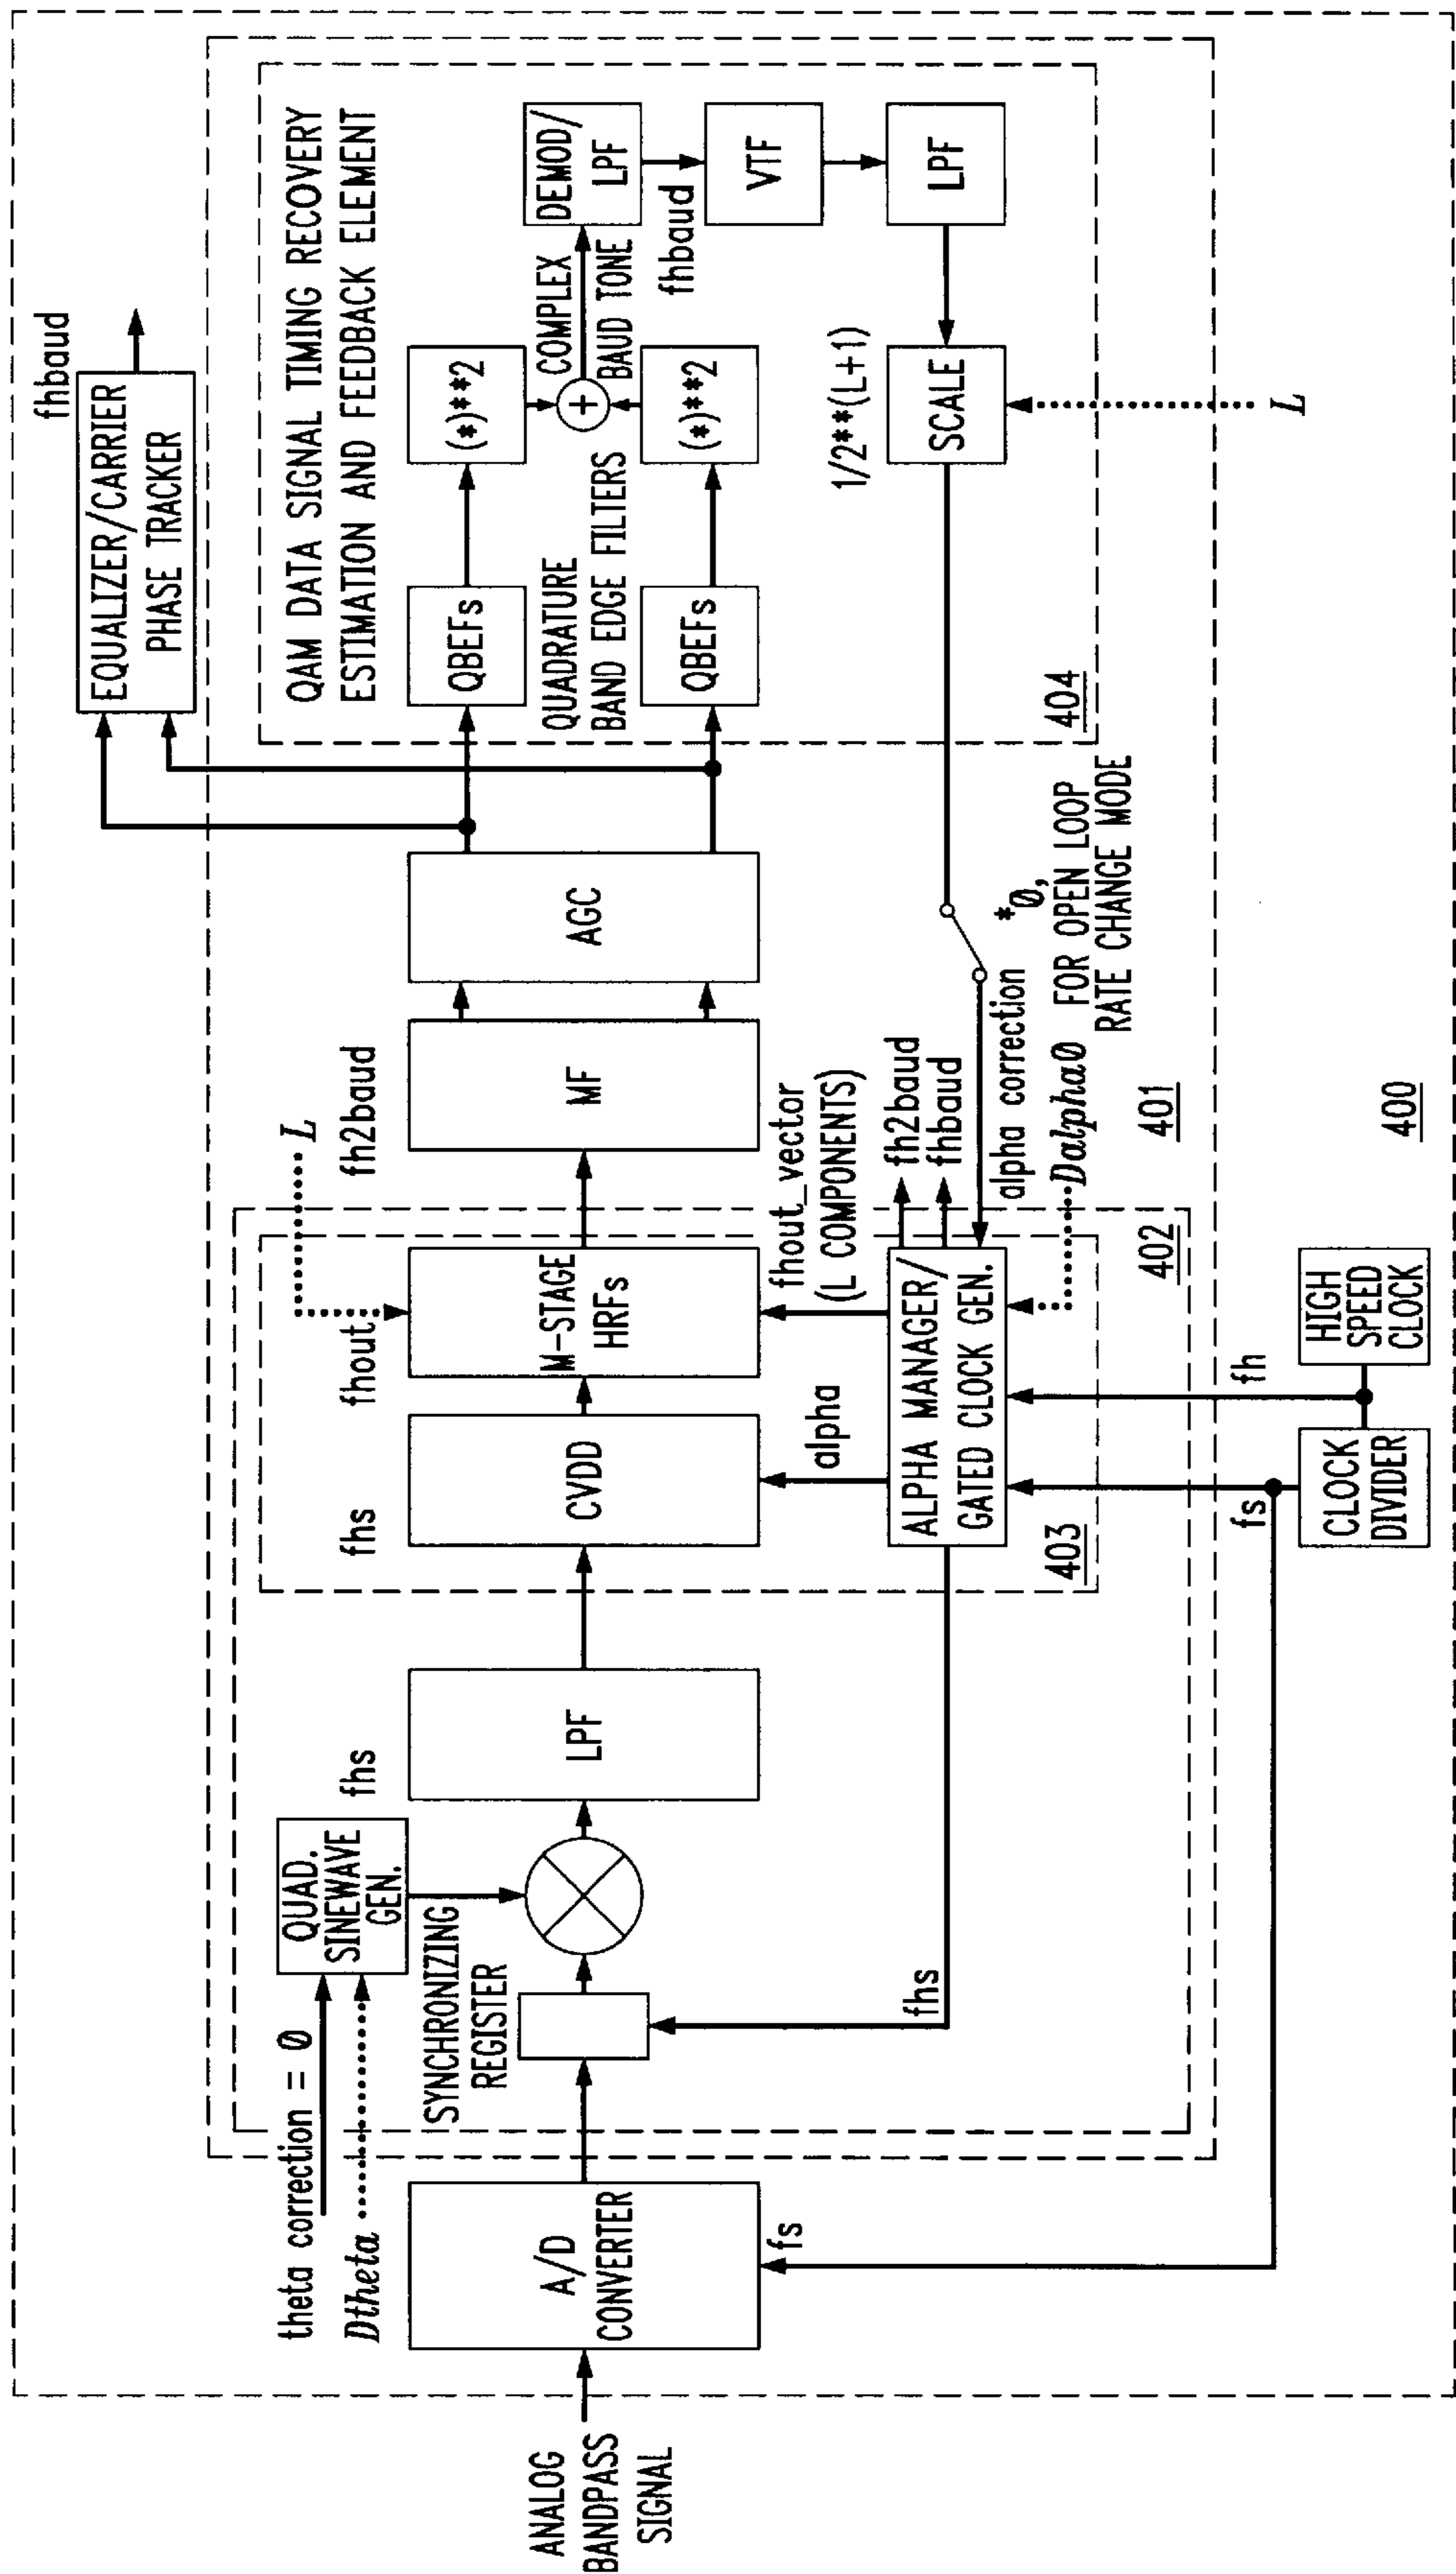 fhbaud
EQUALIZER/CARRIER
PHASE TRACKER
QAM DATA SIGNAL TIMING RECOVERY
ESTIMATION AND FEEDBACK ELEMENT
theta correction = 0
Dtheta
QUAD.
SINEWAVE
GEN.
fhs
fhs
fhout
L
fh2baud
ANALOG
BANDPASS
SIGNAL
A/D
CONVERTER
fs
SYNCHRONIZING
REGISTER
LPF
CVDD
M-STAGE
HRFs
MF
AGC
QBEFs
QUADRATURE
BAND EDGE FILTERS
QBEFs
(*)**2
(*)**2
+
COMPLEX
BAUD TONE
DEMOD/
LPF
fhbaud
VTF
LPF
1/2**(L+1)
SCALE
L
404
fhs
alpha
fhout_vector
(L COMPONENTS)
ALPHA MANAGER/
GATED CLOCK GEN.
fh2baud
fhbaud
alpha correction
*0,
Dalpha0 FOR OPEN LOOP
RATE CHANGE MODE
403
402
401
fs
fh
CLOCK
DIVIDER
HIGH
SPEED
CLOCK
400